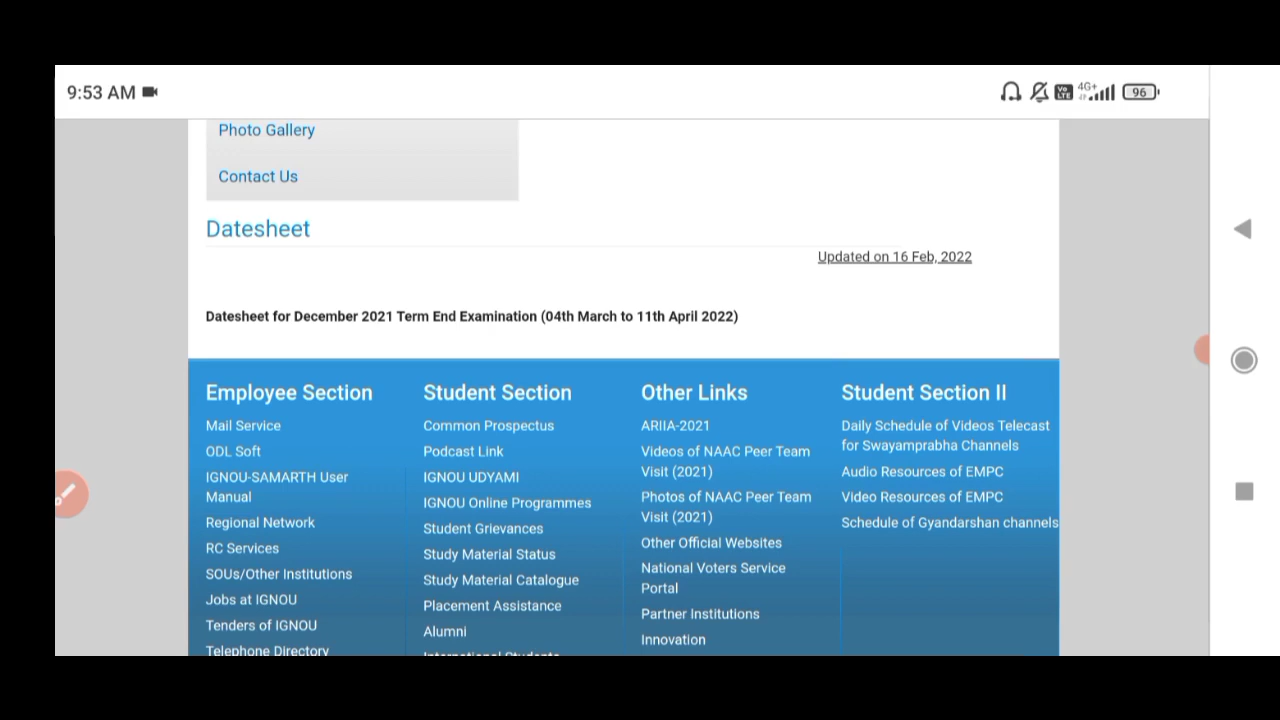 9:53 AM
Vo LTE 4G+ 96
Photo Gallery
Contact Us
Datesheet
Updated on 16 Feb, 2022
Datesheet for December 2021 Term End Examination (04th March to 11th April 2022)
Employee Section
Mail Service
ODL Soft
IGNOU-SAMARTH User
Manual
Regional Network
RC Services
SOUs/Other Institutions
Jobs at IGNOU
Tenders of IGNOU
Telephone Directory
Student Section
Common Prospectus
Podcast Link
IGNOU UDYAMI
IGNOU Online Programmes
Student Grievances
Study Material Status
Study Material Catalogue
Placement Assistance
Alumni
International Students
Other Links
ARIIA-2021
Videos of NAAC Peer Team
Visit (2021)
Photos of NAAC Peer Team
Visit (2021)
Other Official Websites
National Voters Service
Portal
Partner Institutions
Innovation
Student Section II
Daily Schedule of Videos Telecast
for Swayamprabha Channels
Audio Resources of EMPC
Video Resources of EMPC
Schedule of Gyandarshan channels